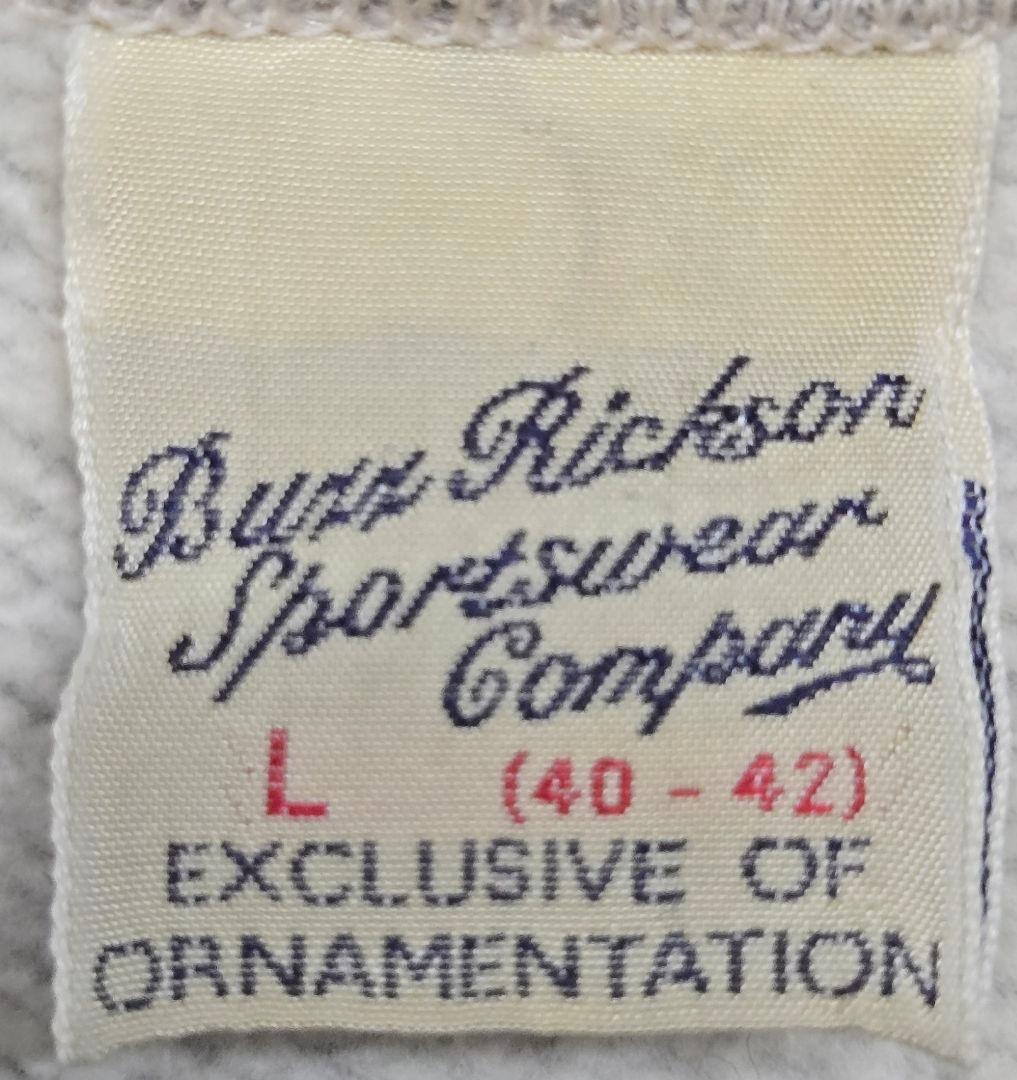 Buzz Rickson
Sportswear
Company
L (40 - 42)
EXCLUSIVE OF
ORNAMENTATION